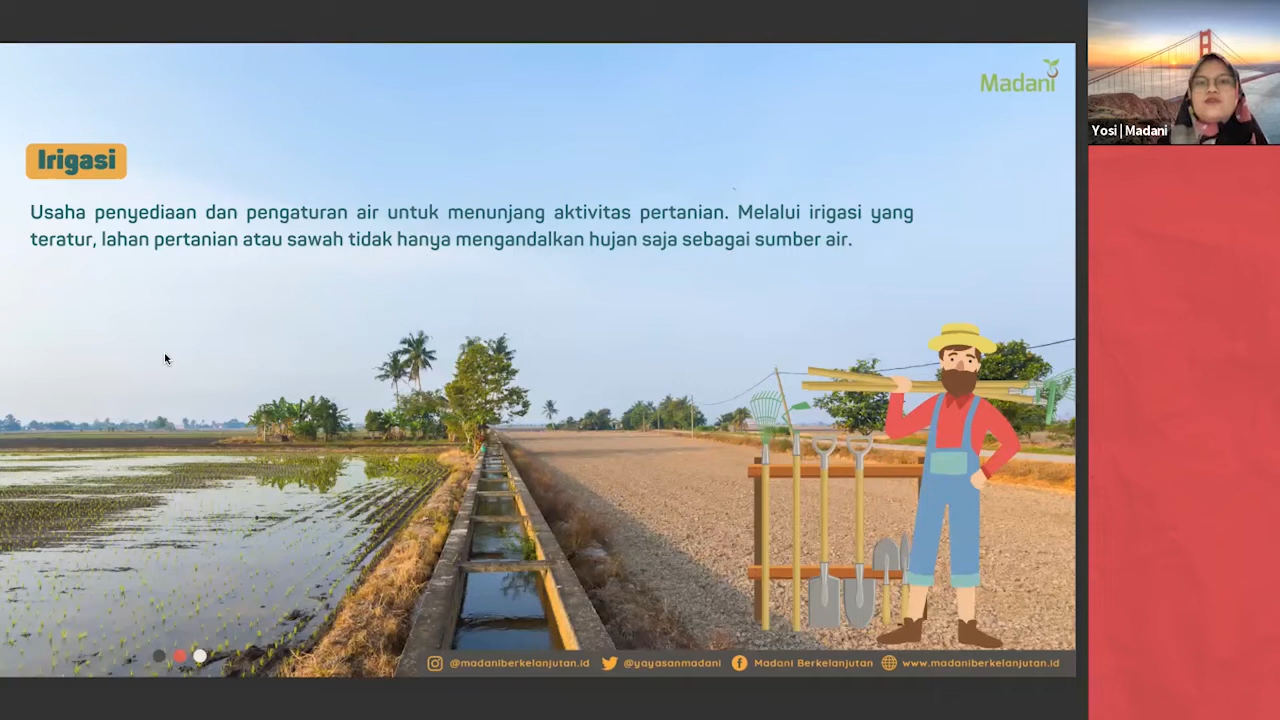 Madani
Irigasi
Usaha penyediaan dan pengaturan air untuk menunjang aktivitas pertanian. Melalui irigasi yang
teratur, lahan pertanian atau sawah tidak hanya mengandalkan hujan saja sebagai sumber air.
@madaniberkelanjutan.id @yayasanmadani Madani Berkelanjutan www.madaniberkelanjutan.id
Yosi | Madani